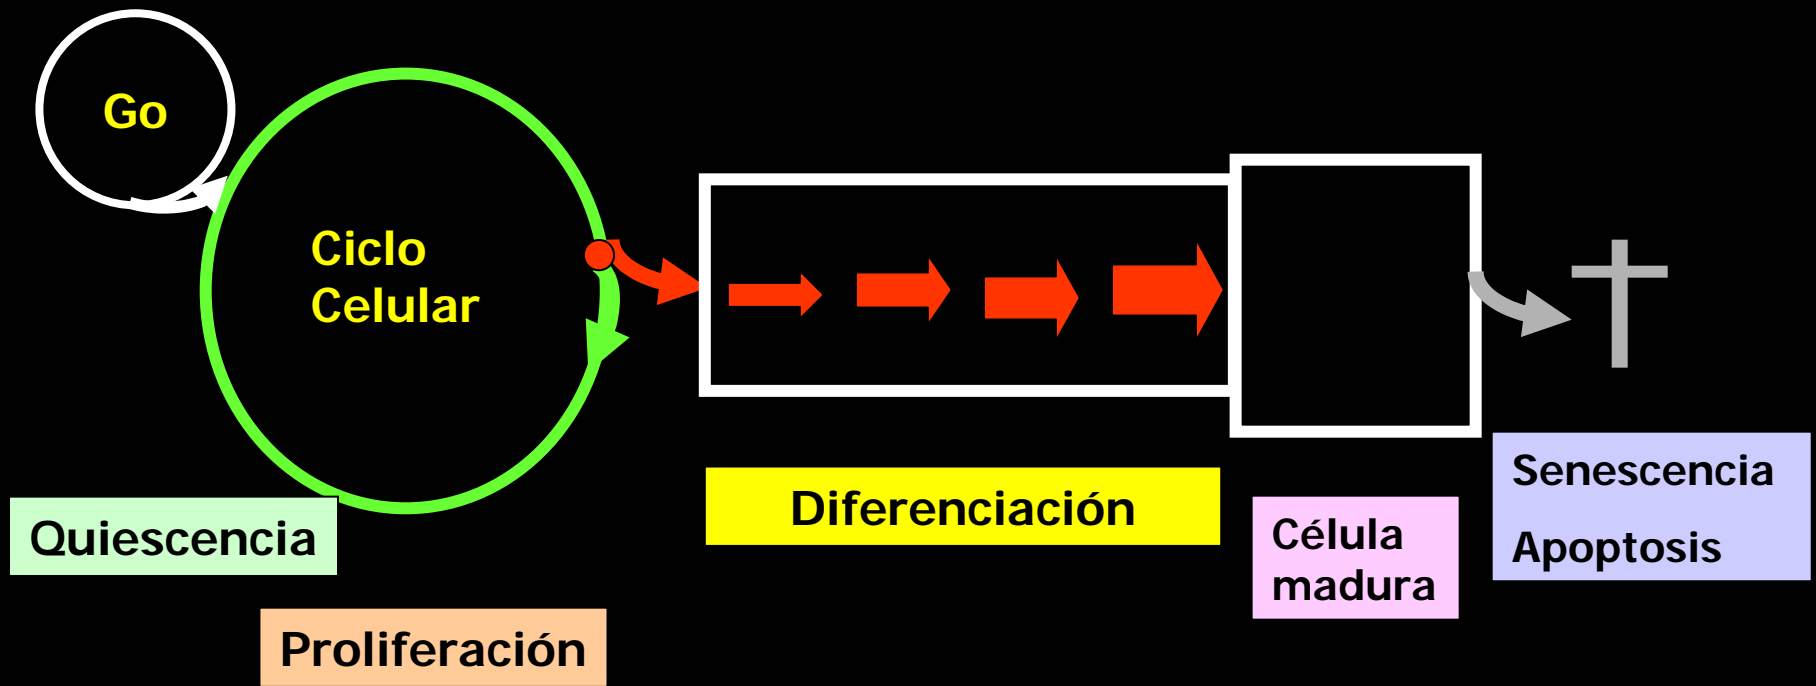 Go
Ciclo
Celular
Quiescencia
Proliferación
Diferenciación
Célula
madura
Senescencia
Apoptosis